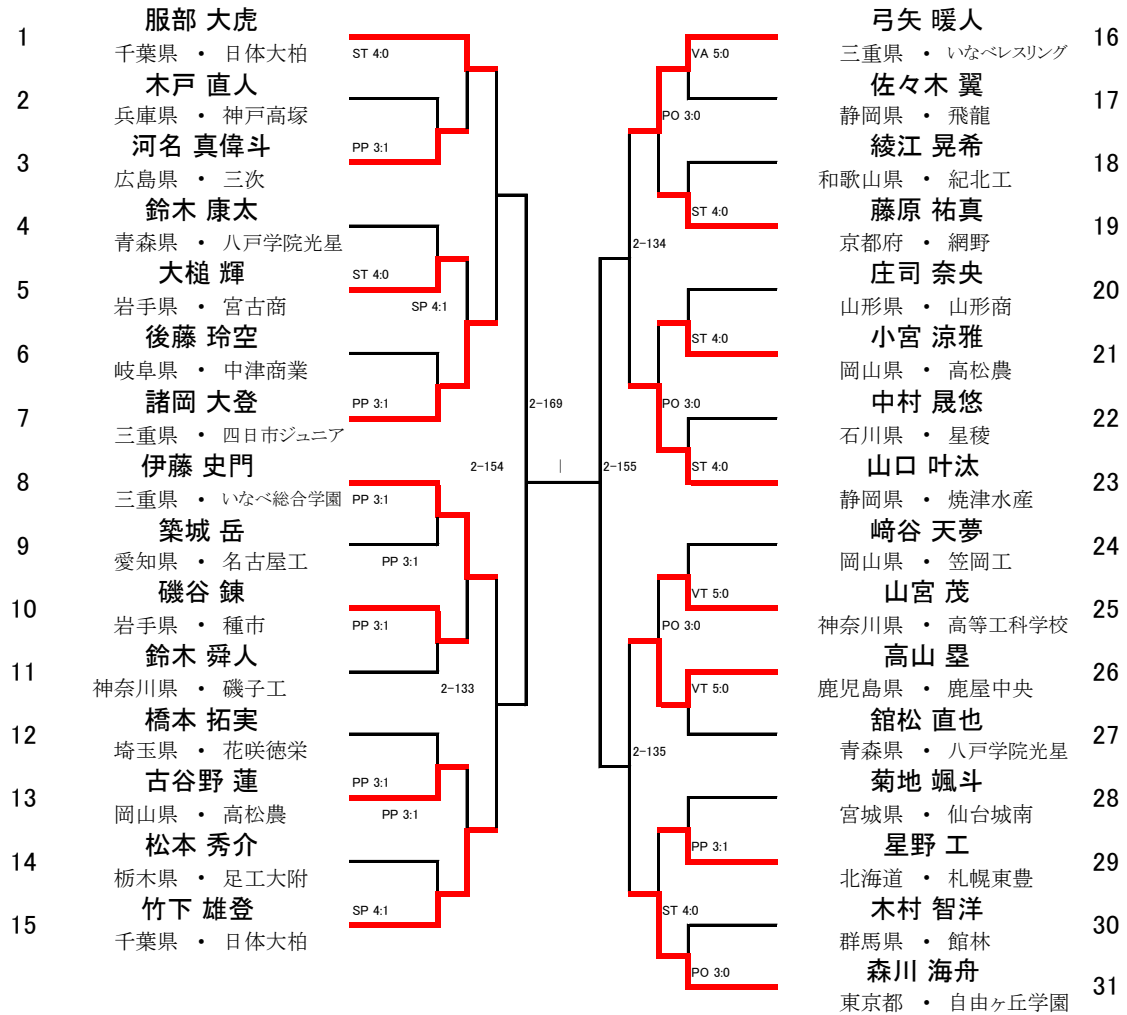 1 服部 大虎
千葉県 ・ 日体大柏
ST 4:0
2 木戸 直人
兵庫県 ・ 神戸高塚
3 河名 真偉斗
PP 3:1
広島県 ・ 三次
4 鈴木 康太
青森県 ・ 八戸学院光星
5 大槌 輝
ST 4:0
岩手県 ・ 宮古商
SP 4:1
6 後藤 玲空
岐阜県 ・ 中津商業
7 諸岡 大登
PP 3:1
三重県 ・ 四日市ジュニア
8 伊藤 史門
三重県 ・ いなべ総合学園
PP 3:1
9 築城 岳
愛知県 ・ 名古屋工
PP 3:1
10 磯谷 錬
岩手県 ・ 種市
PP 3:1
11 鈴木 舜人
神奈川県 ・ 磯子工
2-133
12 橋本 拓実
埼玉県 ・ 花咲徳栄
13 古谷野 蓮
PP 3:1
岡山県 ・ 高松農
PP 3:1
14 松本 秀介
栃木県 ・ 足工大附
15 竹下 雄登
SP 4:1
千葉県 ・ 日体大柏
2-154
2-169
|
2-155
2-134
2-135
弓矢 暖人 16
VA 5:0
三重県 ・ いなべレスリング
佐々木 翼 17
静岡県 ・ 飛龍
PO 3:0
綾江 晃希 18
和歌山県 ・ 紀北工
藤原 祐真 19
ST 4:0
京都府 ・ 網野
庄司 奈央 20
山形県 ・ 山形商
小宮 涼雅 21
ST 4:0
岡山県 ・ 高松農
中村 晟悠 22
PO 3:0
石川県 ・ 星稜
山口 叶汰 23
ST 4:0
静岡県 ・ 焼津水産
﨑谷 天夢 24
岡山県 ・ 笠岡工
山宮 茂 25
VT 5:0
神奈川県 ・ 高等工科学校
PO 3:0
高山 塁 26
鹿児島県 ・ 鹿屋中央
VT 5:0
舘松 直也 27
青森県 ・ 八戸学院光星
菊地 颯斗 28
宮城県 ・ 仙台城南
星野 工 29
PP 3:1
北海道 ・ 札幌東豊
木村 智洋 30
ST 4:0
群馬県 ・ 館林
森川 海舟 31
PO 3:0
東京都 ・ 自由ヶ丘学園